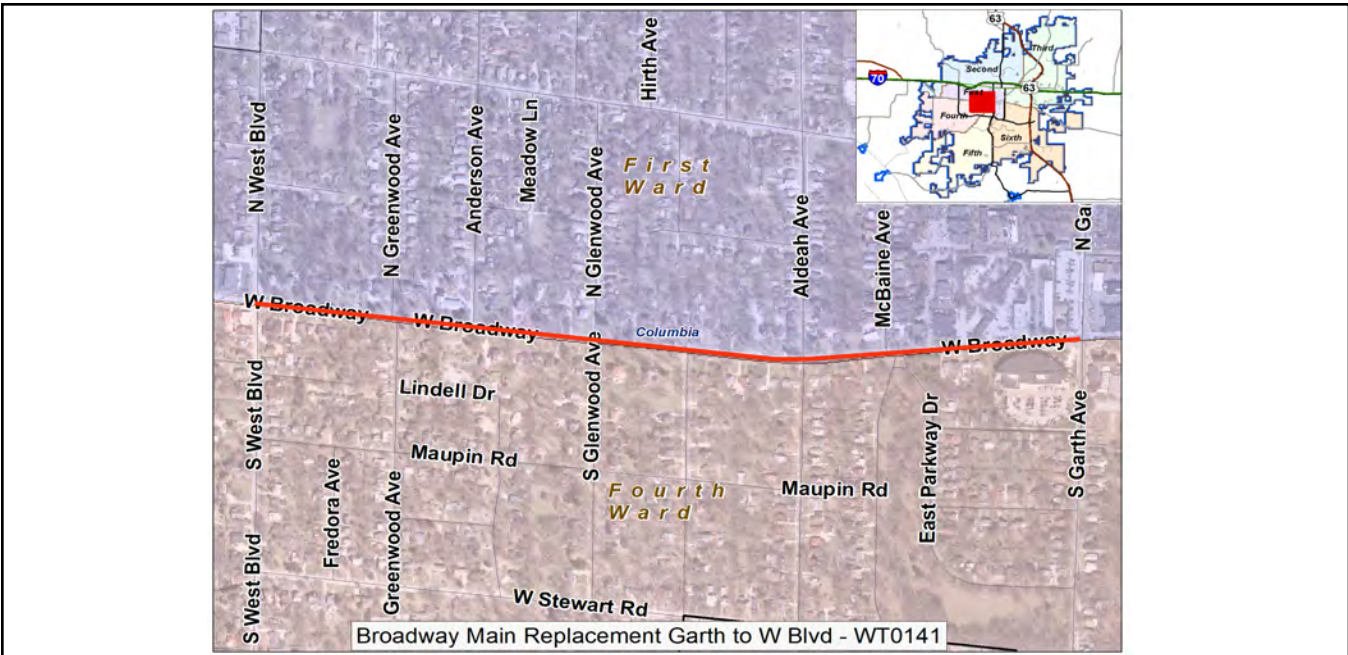 63
Third
Second
70
63
First
Fourth
Sixth
Fifth
Hirth Ave
Meadow Ln
Anderson Ave
N West Blvd
N Greenwood Ave
N Glenwood Ave
First
Ward
Aldeah Ave
McBaine Ave
N Ga
W Broadway
W Broadway
Columbia
W Broadway
S West Blvd
Lindell Dr
S Glenwood Ave
East Parkway Dr
S Garth Ave
Maupin Rd
Maupin Rd
Fredora Ave
Greenwood Ave
Fourth
Ward
S West Blvd
W Stewart Rd
Broadway Main Replacement Garth to W Blvd - WT0141